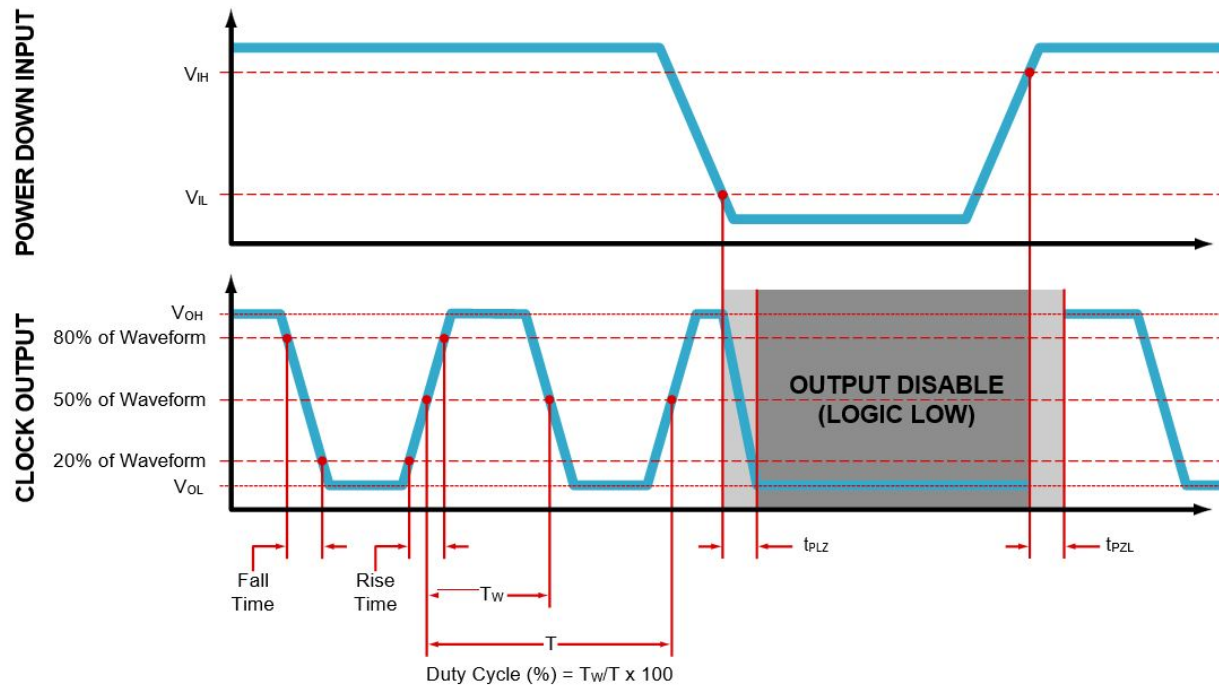 POWER DOWN INPUT
VIH
VIL
CLOCK OUTPUT
VOH
80% of Waveform
50% of Waveform
20% of Waveform
VOL
OUTPUT DISABLE
(LOGIC LOW)
tPLZ
tPZL
Fall
Time
Rise
Time
TW
T
Duty Cycle (%) = TW/T x 100